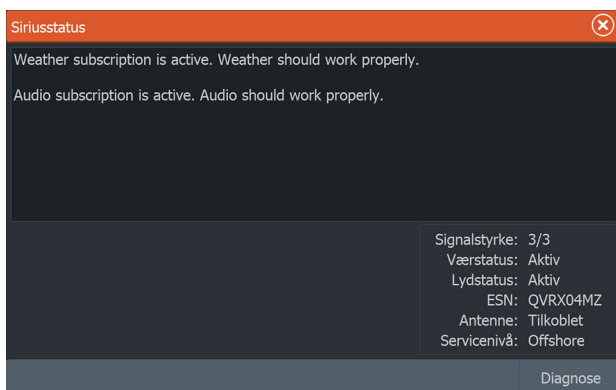 Siriusstatus
Weather subscription is active. Weather should work properly.
Audio subscription is active. Audio should work properly.
Signalstyrke: 3/3
Værstatus: Aktiv
Lydstatus: Aktiv
ESN: QVRX04MZ
Antenne: Tilkoblet
Servicenivå: Offshore
Diagnose